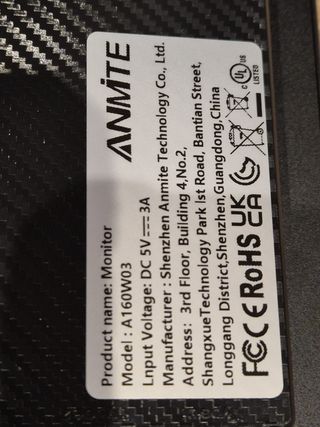 ANMITE
Product name: Monitor
Model : A160W03
Lnput Voltage: DC 5V ⎓ 3A
Manufacturer : Shenzhen Anmite Technology Co., Ltd.
Address: 3rd Floor, Building 4,No.2,
ShangxueTechnology Park lst Road, Bantian Street,
Longgang District,Shenzhen,Guangdong,China
FC CE RoHS UK CA
C UL US
LISTED